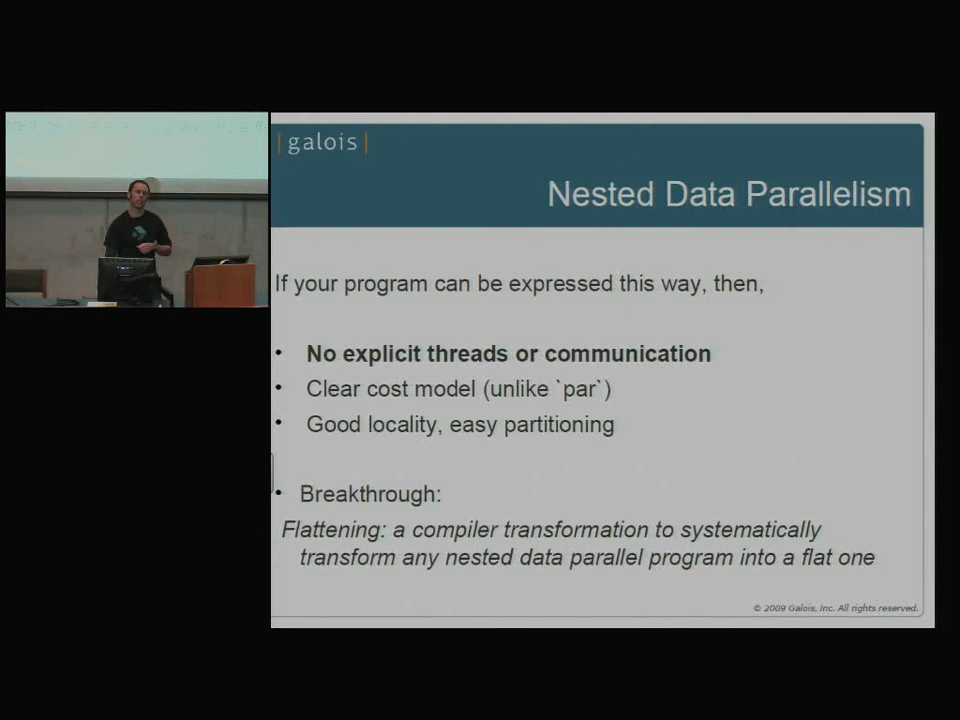 |galois|
Nested Data Parallelism
If your program can be expressed this way, then,
• No explicit threads or communication
• Clear cost model (unlike `par`)
• Good locality, easy partitioning
• Breakthrough:
Flattening: a compiler transformation to systematically
transform any nested data parallel program into a flat one
© 2009 Galois, Inc. All rights reserved.